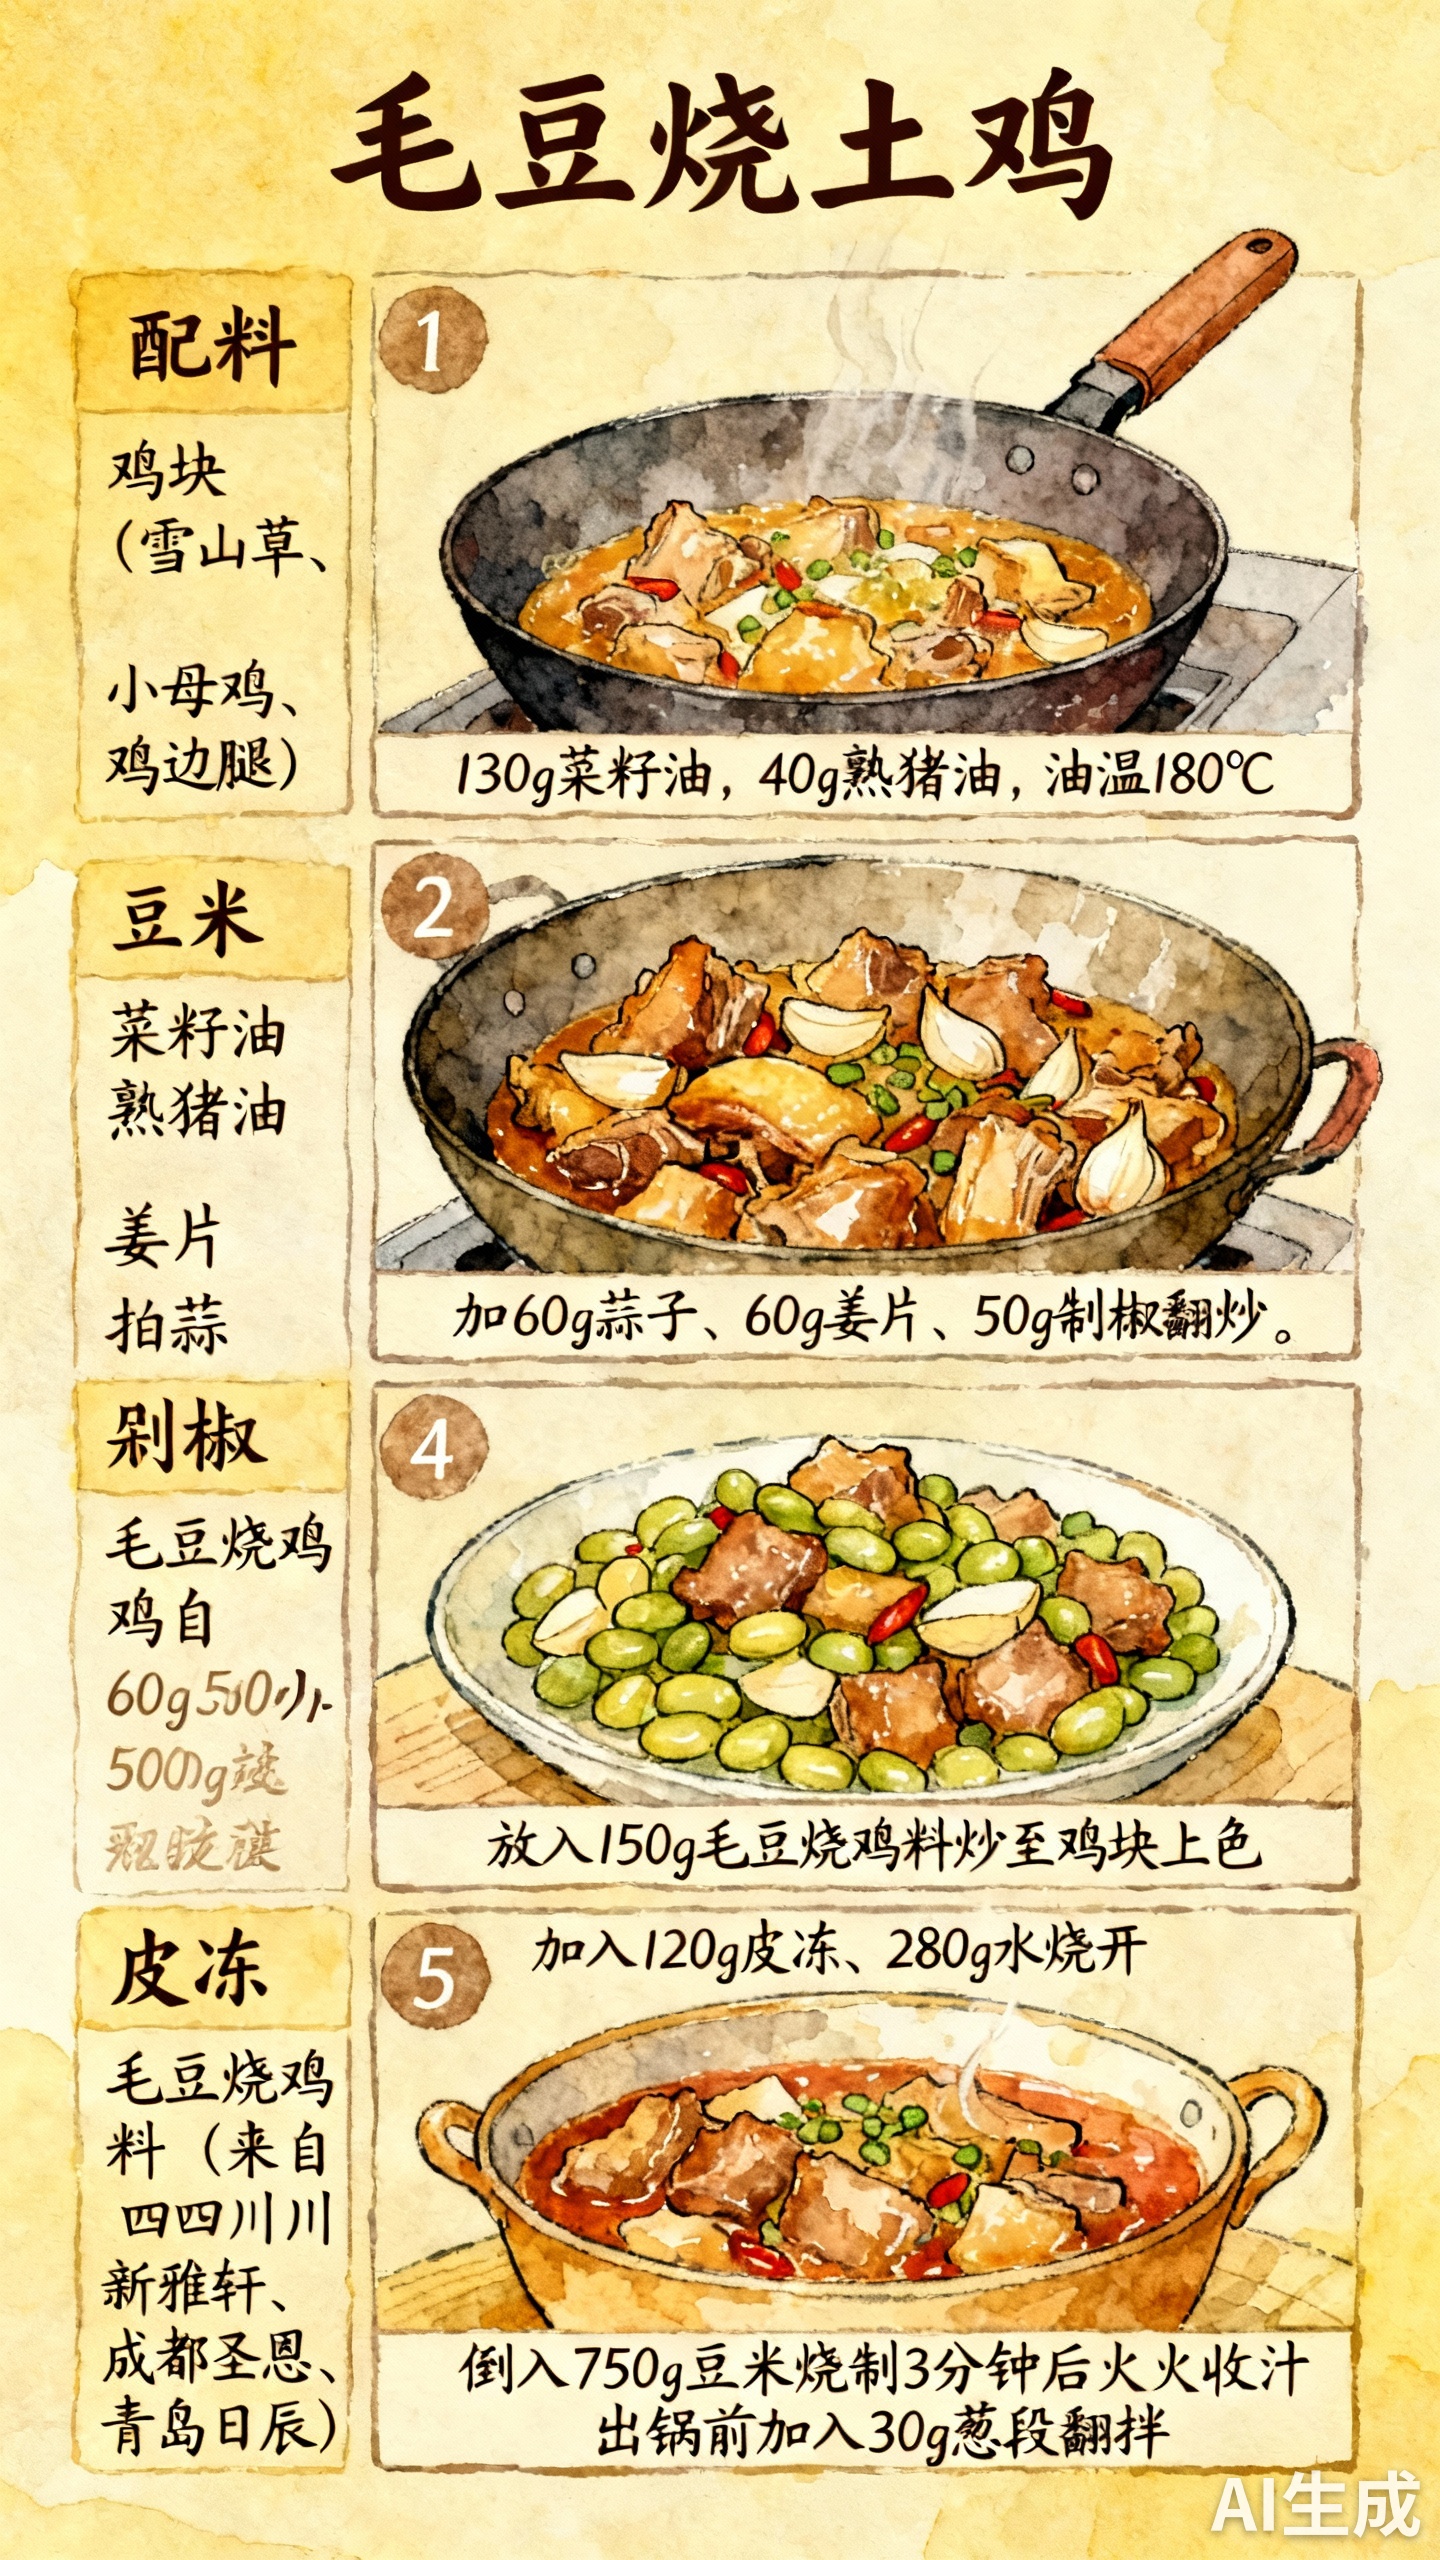 毛豆烧土鸡
配料
鸡块
（雪山草、
小母鸡、
鸡边腿）
1
130g菜籽油，40g熟猪油，油温180℃
豆米
菜籽油
熟猪油
姜片
拍蒜
2
加60g蒜子、60g姜片、50g制椒翻炒。
剁椒
毛豆烧鸡
鸡自
60g
4
放入150g毛豆烧鸡料炒至鸡块上色
皮冻
毛豆烧鸡
料（来自
四四川川
新雅轩、
成都圣恩、
青岛日辰）
5
加入120g皮冻、280g水烧开
倒入750g豆米烧制3分钟后火火收汁
出锅前加入30g葱段翻拌
AI生成